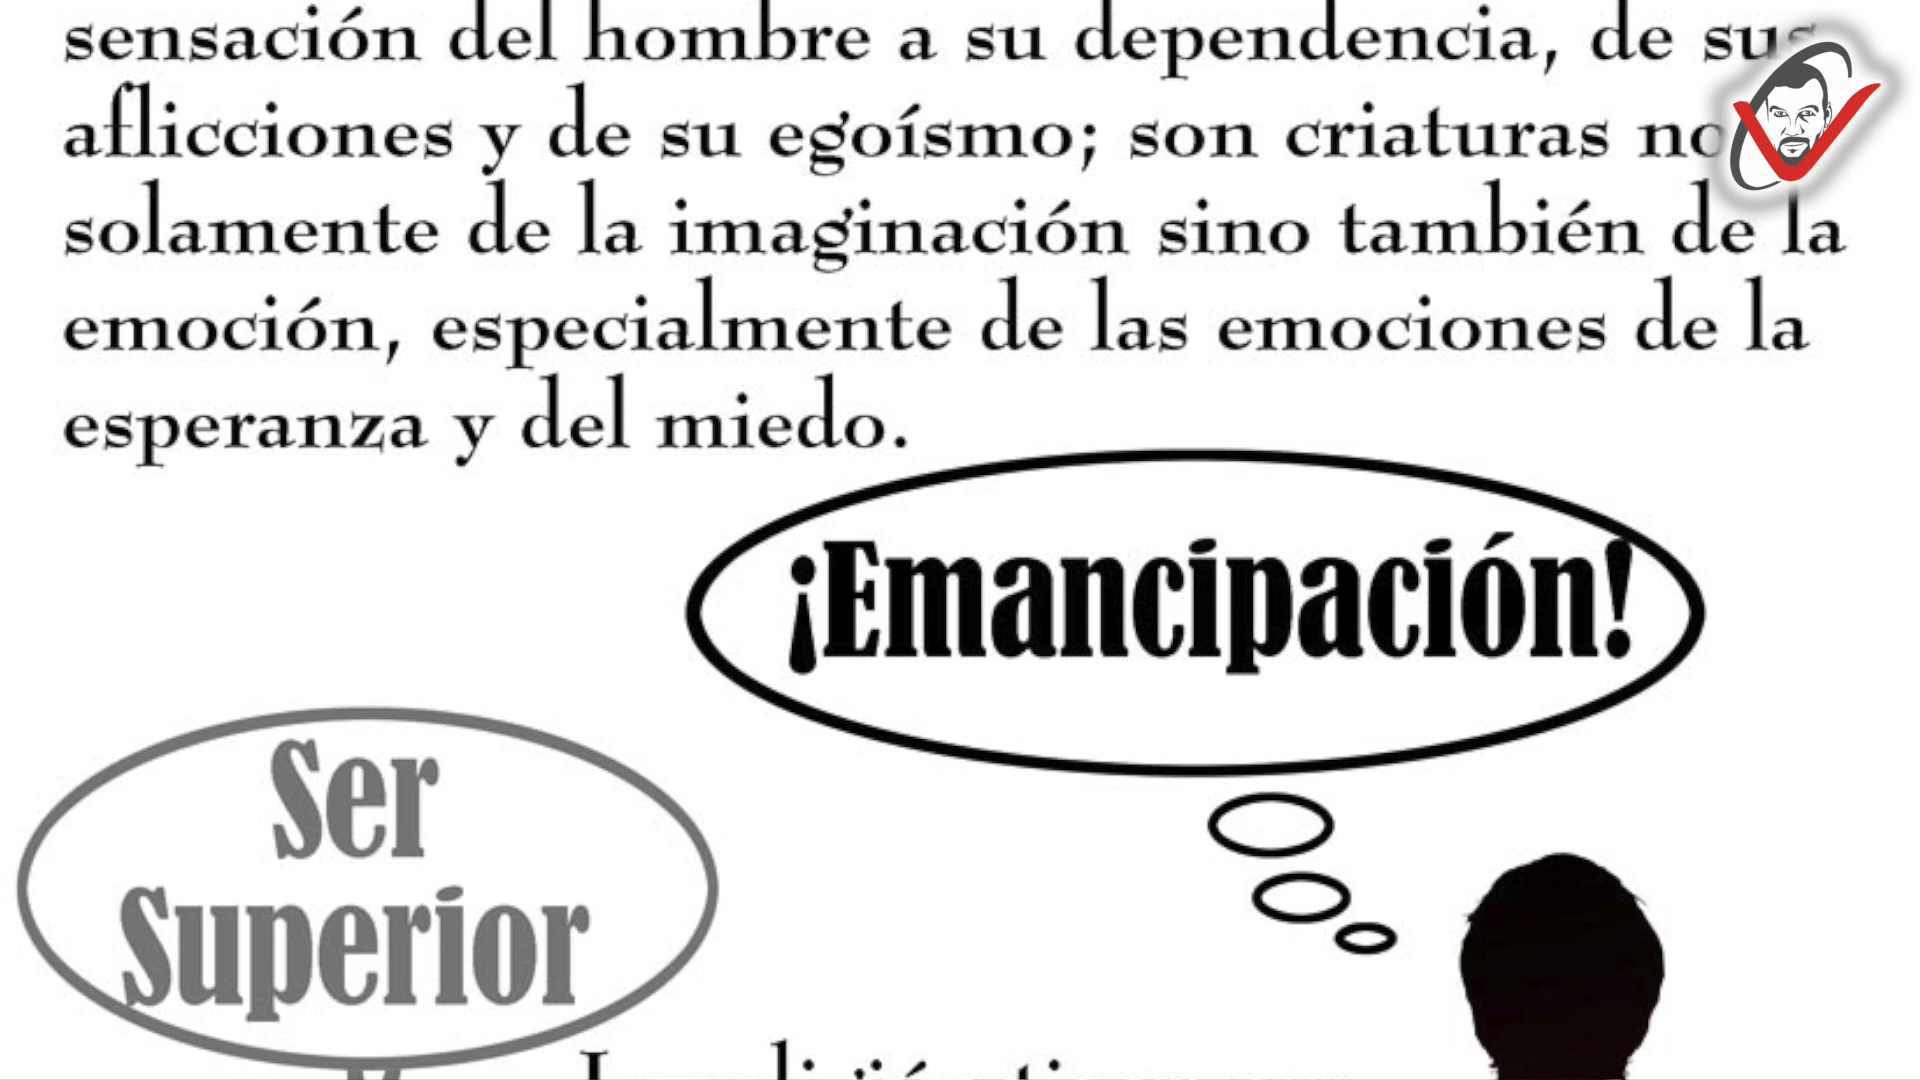 sensación del hombre a su dependencia, de sus
aflicciones y de su egoísmo; son criaturas no
solamente de la imaginación sino también de la
emoción, especialmente de las emociones de la
esperanza y del miedo.
¡Emancipación!
Ser
Superior